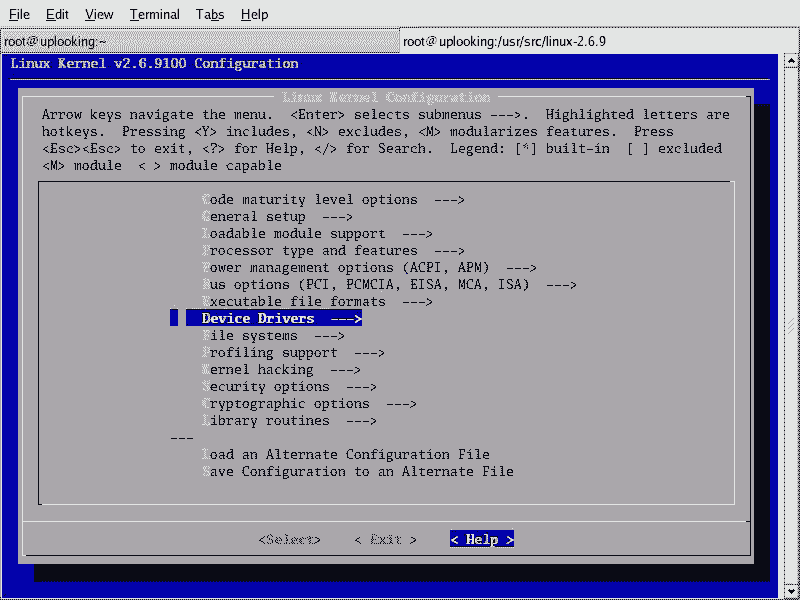 File Edit View Terminal Tabs Help
root@uplooking:~
root@uplooking:/usr/src/linux-2.6.9
Linux Kernel v2.6.9100 Configuration
Linux Kernel Configuration
Arrow keys navigate the menu. <Enter> selects submenus --->. Highlighted letters are
hotkeys. Pressing <Y> includes, <N> excludes, <M> modularizes features. Press
<Esc><Esc> to exit, <?> for Help, </> for Search. Legend: [*] built-in [ ] excluded
<M> module < > module capable
Code maturity level options --->
General setup --->
Loadable module support --->
Processor type and features --->
Power management options (ACPI, APM) --->
Bus options (PCI, PCMCIA, EISA, MCA, ISA) --->
Executable file formats --->
Device Drivers --->
File systems --->
Profiling support --->
Kernel hacking --->
Security options --->
Cryptographic options --->
Library routines --->
---
Load an Alternate Configuration File
Save Configuration to an Alternate File
<Select> < Exit > < Help >